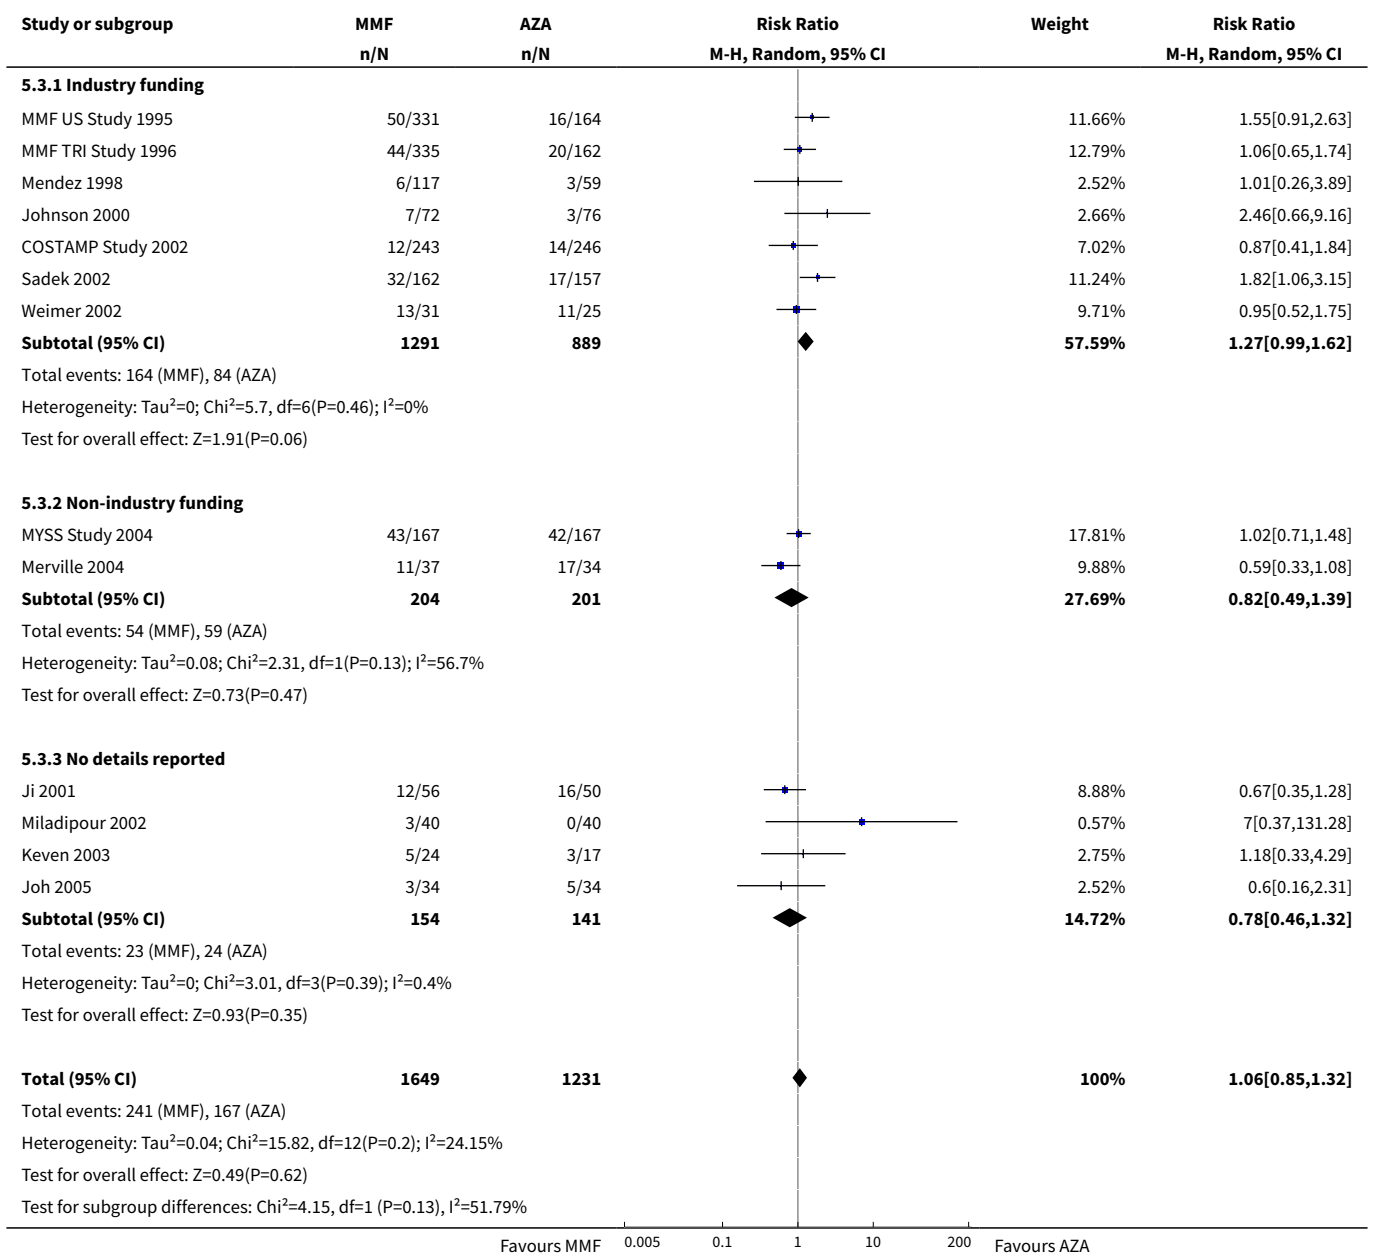 Study or subgroup MMF AZA Risk Ratio Weight Risk Ratio
n/N n/N M-H, Random, 95% CI M-H, Random, 95% CI
5.3.1 Industry funding
MMF US Study 1995 50/331 16/164 11.66% 1.55[0.91,2.63]
MMF TRI Study 1996 44/335 20/162 12.79% 1.06[0.65,1.74]
Mendez 1998 6/117 3/59 2.52% 1.01[0.26,3.89]
Johnson 2000 7/72 3/76 2.66% 2.46[0.66,9.16]
COSTAMP Study 2002 12/243 14/246 7.02% 0.87[0.41,1.84]
Sadek 2002 32/162 17/157 11.24% 1.82[1.06,3.15]
Weimer 2002 13/31 11/25 9.71% 0.95[0.52,1.75]
Subtotal (95% CI) 1291 889 57.59% 1.27[0.99,1.62]
Total events: 164 (MMF), 84 (AZA)
Heterogeneity: Tau²=0; Chi²=5.7, df=6(P=0.46); I²=0%
Test for overall effect: Z=1.91(P=0.06)
5.3.2 Non-industry funding
MYSS Study 2004 43/167 42/167 17.81% 1.02[0.71,1.48]
Merville 2004 11/37 17/34 9.88% 0.59[0.33,1.08]
Subtotal (95% CI) 204 201 27.69% 0.82[0.49,1.39]
Total events: 54 (MMF), 59 (AZA)
Heterogeneity: Tau²=0.08; Chi²=2.31, df=1(P=0.13); I²=56.7%
Test for overall effect: Z=0.73(P=0.47)
5.3.3 No details reported
Ji 2001 12/56 16/50 8.88% 0.67[0.35,1.28]
Miladipour 2002 3/40 0/40 0.57% 7[0.37,131.28]
Keven 2003 5/24 3/17 2.75% 1.18[0.33,4.29]
Joh 2005 3/34 5/34 2.52% 0.6[0.16,2.31]
Subtotal (95% CI) 154 141 14.72% 0.78[0.46,1.32]
Total events: 23 (MMF), 24 (AZA)
Heterogeneity: Tau²=0; Chi²=3.01, df=3(P=0.39); I²=0.4%
Test for overall effect: Z=0.93(P=0.35)
Total (95% CI) 1649 1231 100% 1.06[0.85,1.32]
Total events: 241 (MMF), 167 (AZA)
Heterogeneity: Tau²=0.04; Chi²=15.82, df=12(P=0.2); I²=24.15%
Test for overall effect: Z=0.49(P=0.62)
Test for subgroup differences: Chi²=4.15, df=1 (P=0.13), I²=51.79%
Favours MMF 0.005 0.1 1 10 200 Favours AZA